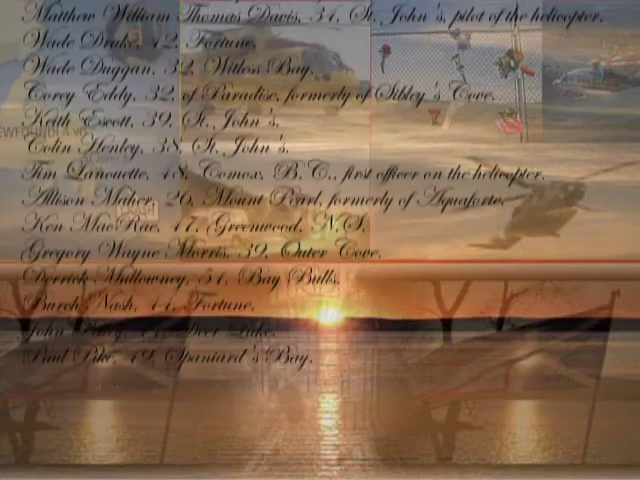 Matthew William Thomas Davis, 34, St. John's, pilot of the helicopter.
Wade Drake, 42, Fortune.
Wade Duggan, 32, Witless Bay.
Corey Eddy, 32, of Paradise, formerly of Sibley's Cove.
Keith Escott, 39, St. John's.
Colin Henley, 38, St. John's.
Tim Lanouette, 48, Comox, B.C., first officer on the helicopter.
Allison Maher, 26, Mount Pearl, formerly of Aquaforte.
Ken MacRae, 47, Greenwood, N.S.
Gregory Wayne Morris, 39, Outer Cove.
Derrick Mullowney, 51, Bay Bulls.
Burch Nash, 44, Fortune.
John Deer Lake.
Paul Pike, 49, Spaniard's Bay.